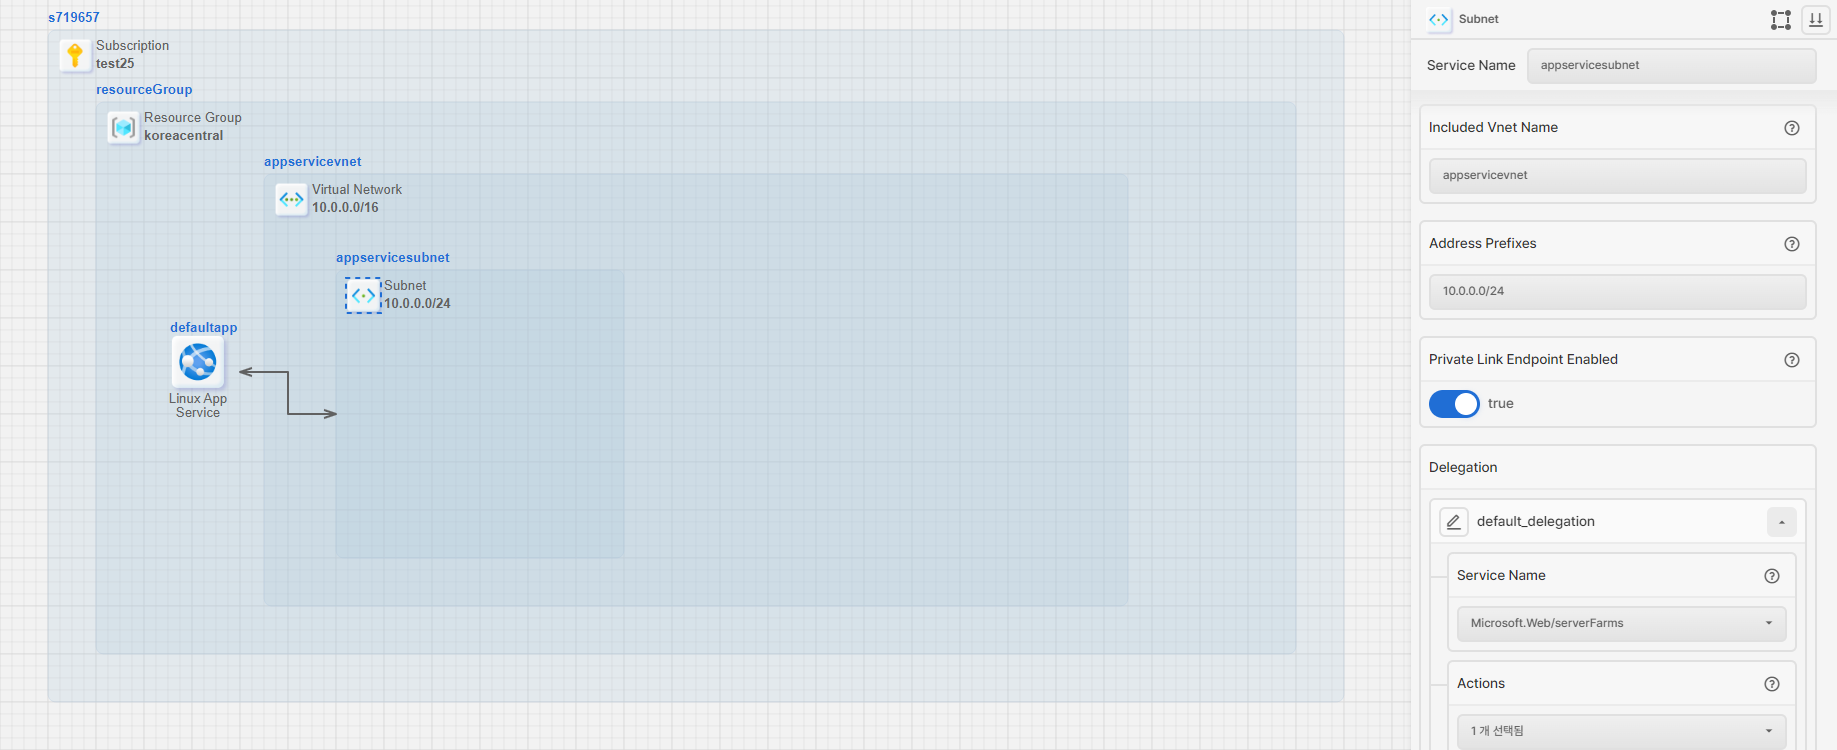 s719657
Subscription
test25
resourceGroup
Resource Group
koreacentral
appservicevnet
Virtual Network
10.0.0.0/16
appservicesubnet
Subnet
10.0.0.0/24
defaultapp
Linux App
Service
Subnet
Service Name
appservicesubnet
Included Vnet Name
appservicevnet
Address Prefixes
10.0.0.0/24
Private Link Endpoint Enabled
true
Delegation
default_delegation
Service Name
Microsoft.Web/serverFarms
Actions
1 개 선택됨